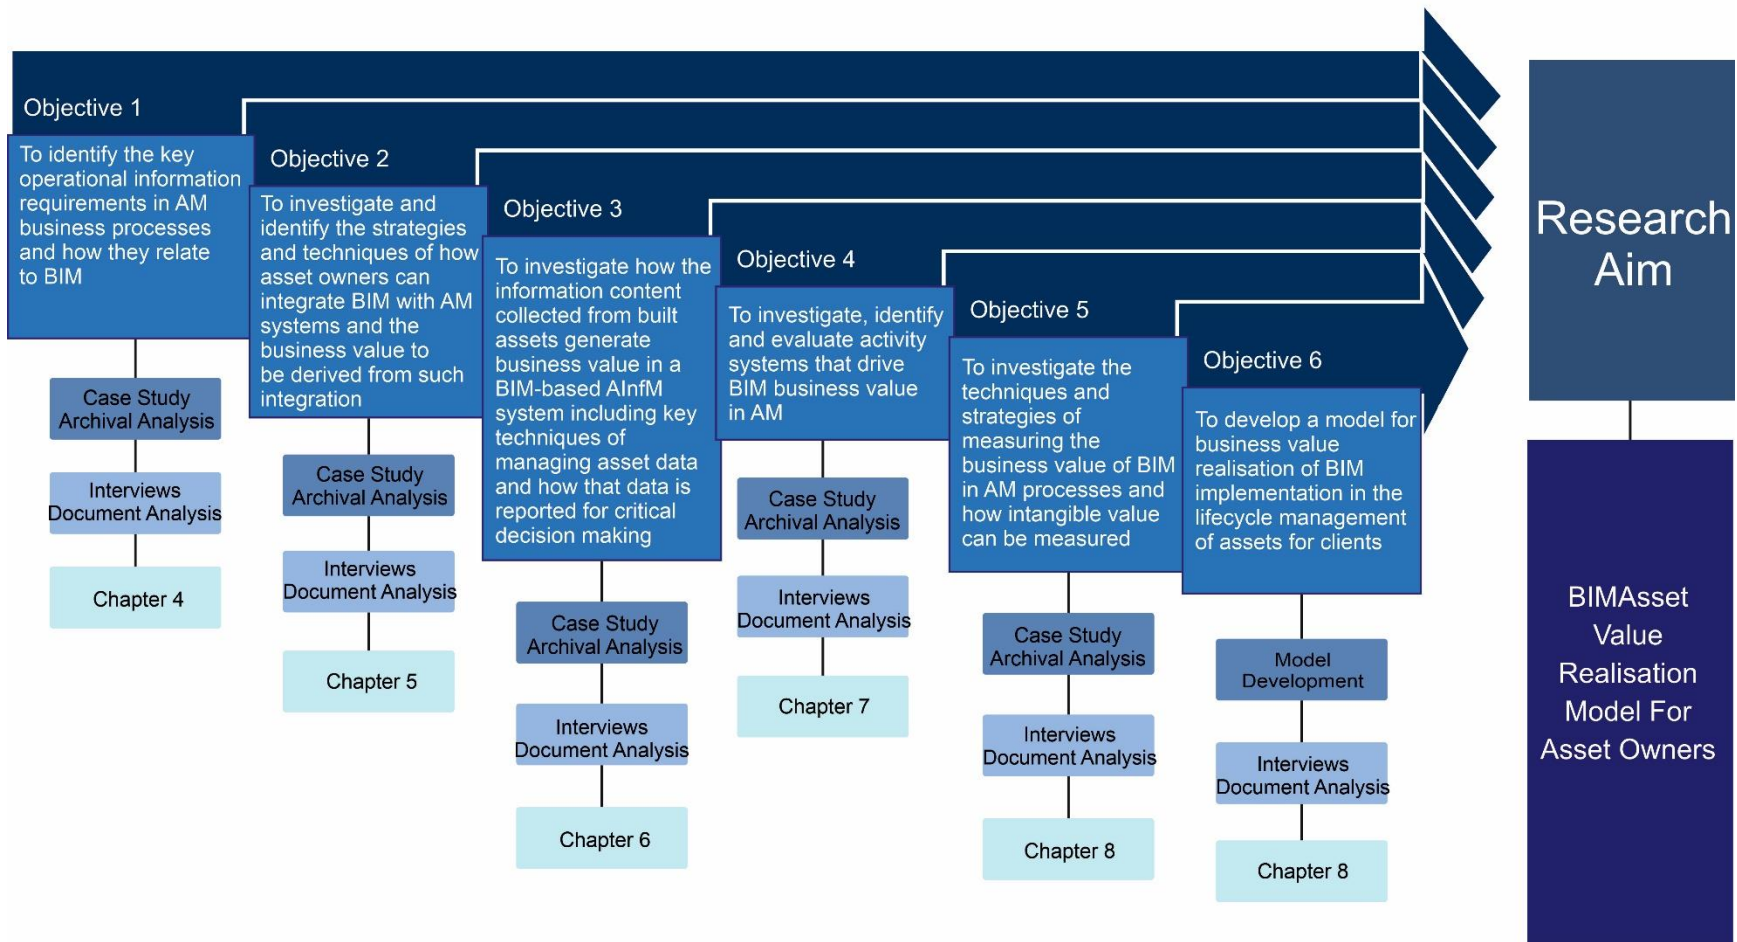 Objective 1
To identify the key
operational information
requirements in AM
business processes
and how they relate
to BIM
Case Study
Archival Analysis
Interviews
Document Analysis
Chapter 4
Objective 2
To investigate and
identify the strategies
and techniques of how
asset owners can
integrate BIM with AM
systems and the
business value to
be derived from such
integration
Case Study
Archival Analysis
Interviews
Document Analysis
Chapter 5
Objective 3
To investigate how the
information content
collected from built
assets generate
business value in a
BIM-based AInfM
system including key
techniques of
managing asset data
and how that data is
reported for critical
decision making
Case Study
Archival Analysis
Interviews
Document Analysis
Chapter 6
Objective 4
To investigate, identify
and evaluate activity
systems that drive
BIM business value
in AM
Case Study
Archival Analysis
Interviews
Document Analysis
Chapter 7
Objective 5
To investigate the
techniques and
strategies of
measuring the
business value of BIM
in AM processes and
how intangible value
can be measured
Case Study
Archival Analysis
Interviews
Document Analysis
Chapter 8
Objective 6
To develop a model for
business value
realisation of BIM
implementation in the
lifecycle management
of assets for clients
Model
Development
Interviews
Document Analysis
Chapter 8
Research
Aim
BIMAsset
Value
Realisation
Model For
Asset Owners